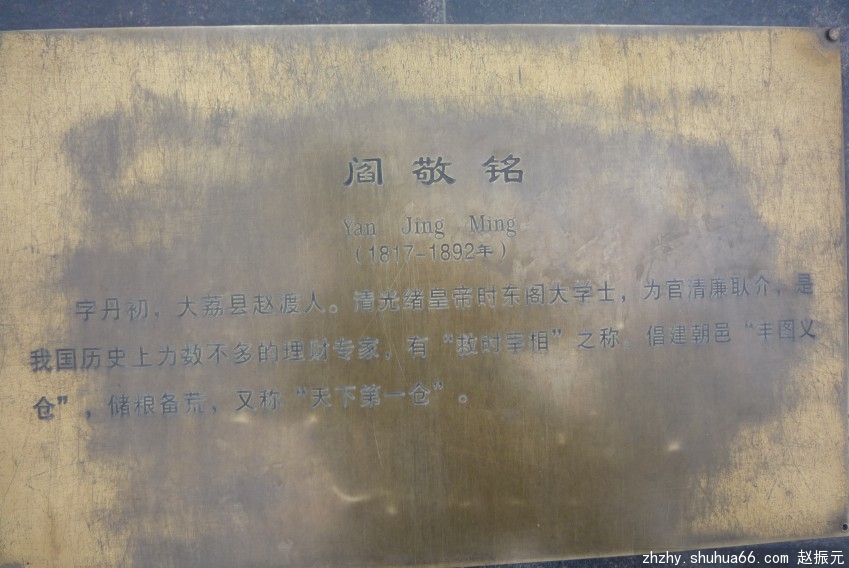 阎敬铭
Yan Jing Ming
(1817-1892年)
字丹初，大荔县赵渡人。清光绪皇帝时东阁大学士，为官清廉耿介，是
我国历史上为数不多的理财专家，有“救时宰相”之称，倡建朝邑“丰图义
仓”，储粮备荒，又称“天下第一仓”。
zhzhy.shuhua66.com 赵振元